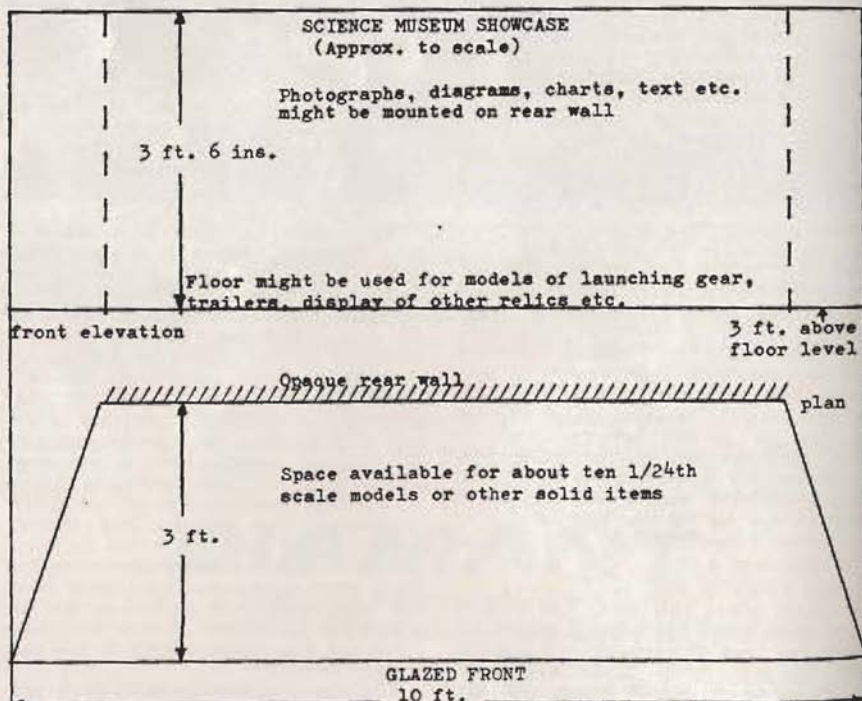 SCIENCE MUSEUM SHOWCASE
(Approx. to scale)
Photographs, diagrams, charts, text etc.
might be mounted on rear wall
3 ft. 6 ins.
Floor might be used for models of launching gear,
trailers, display of other relics etc.
front elevation
3 ft. above
floor level
Opaque rear wall
plan
Space available for about ten 1/24th
scale models or other solid items
3 ft.
GLAZED FRONT
10 ft.